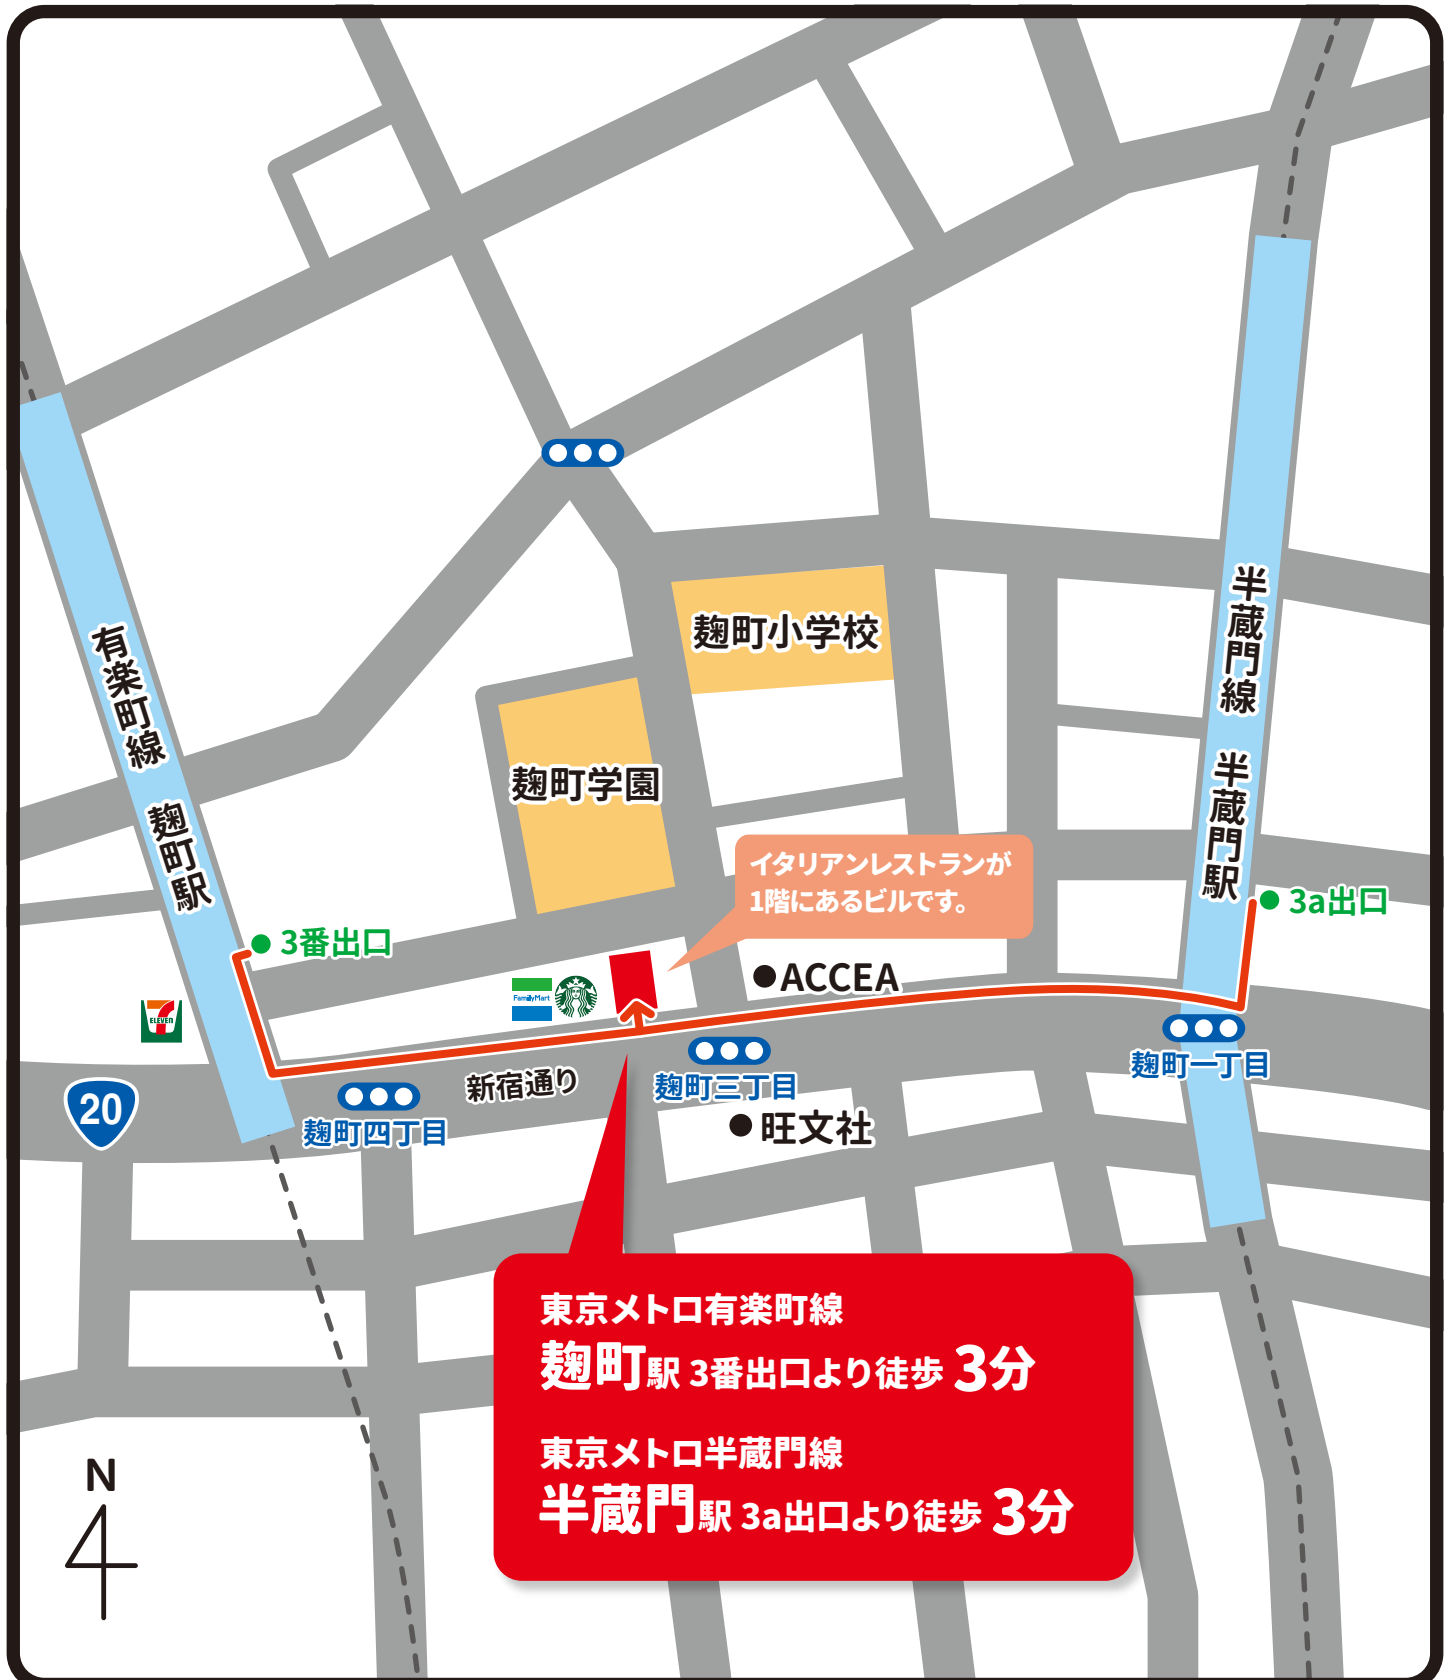 麹町小学校
麹町学園
有楽町線 麹町駅
半蔵門線 半蔵門駅
イタリアンレストランが
1階にあるビルです。
3a出口
3番出口
ACCEA
FamilyMart
ELEVEN
新宿通り
麹町一丁目
麹町三丁目
麹町四丁目
20
旺文社
東京メトロ有楽町線
麹町駅 3番出口より徒歩 3分
東京メトロ半蔵門線
半蔵門駅 3a出口より徒歩 3分
N